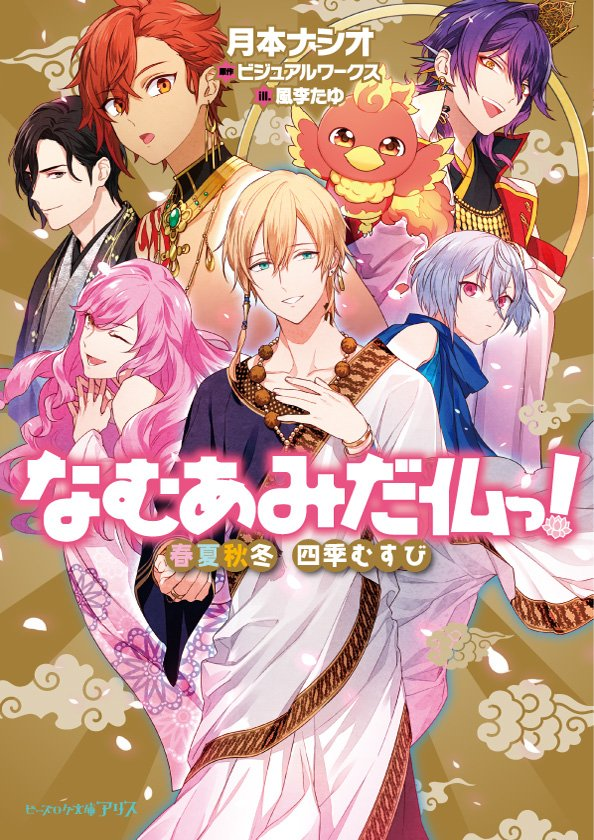 月本ナシオ
原作 ビジュアルワークス
ill. 風李たゆ
なむあみだ仏っ!
春夏秋冬 四季むすび
ビーズログ文庫アリス